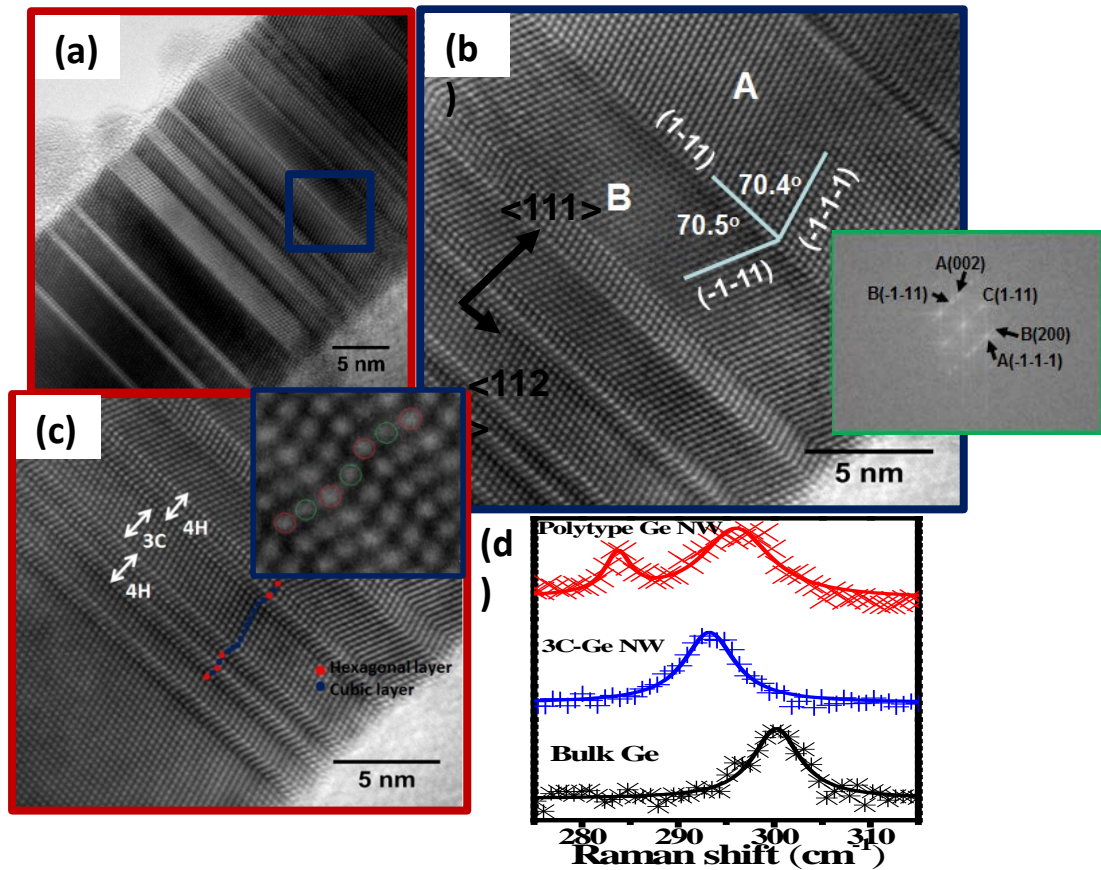 (a)
5 nm
(b
)
A
(1-11)
70.4°
B
<111>
70.5°
(-1-1-1)
(-1-11)
<112
>
5 nm
A(002)
B(-1-11)
C(1-11)
B(200)
A(-1-1-1)
(c)
4H
3C
4H
Hexagonal layer
Cubic layer
5 nm
(d
)
Polytype Ge NW
3C-Ge NW
Bulk Ge
280 290 300 310
Raman shift (cm⁻¹)